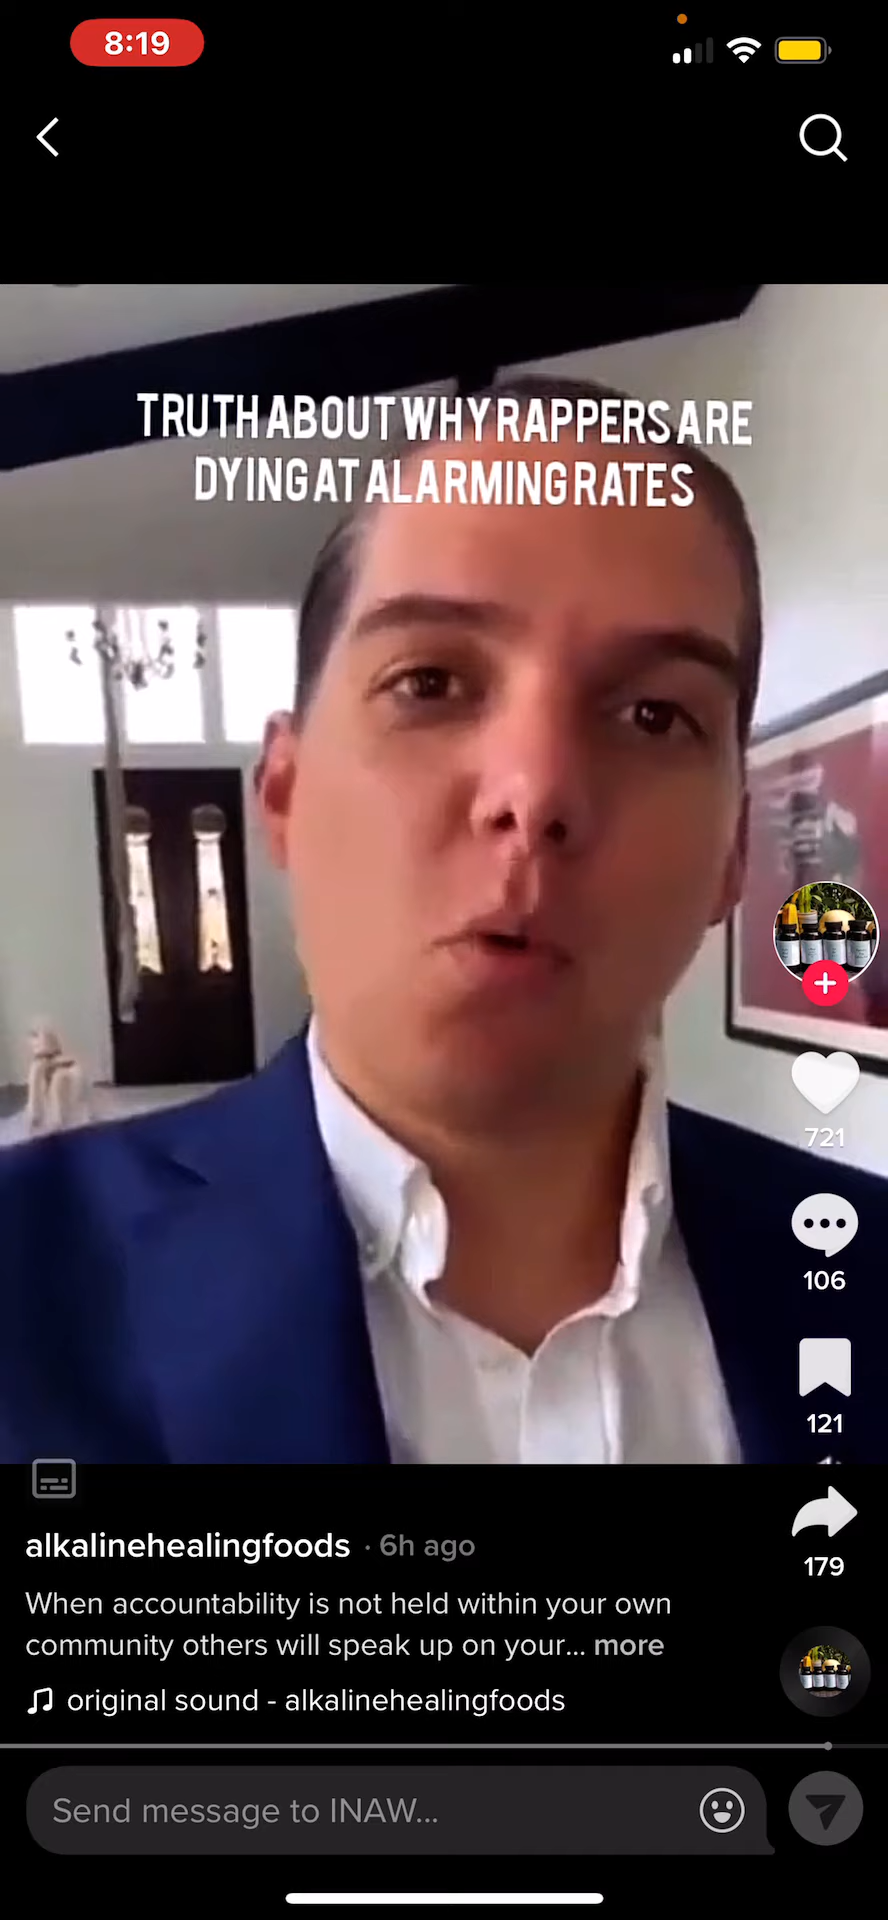 8:19
TRUTH ABOUT WHY RAPPERS ARE
DYING AT ALARMING RATES
721
106
121
179
alkalinehealingfoods · 6h ago
When accountability is not held within your own
community others will speak up on your... more
original sound - alkalinehealingfoods
Send message to INAW...